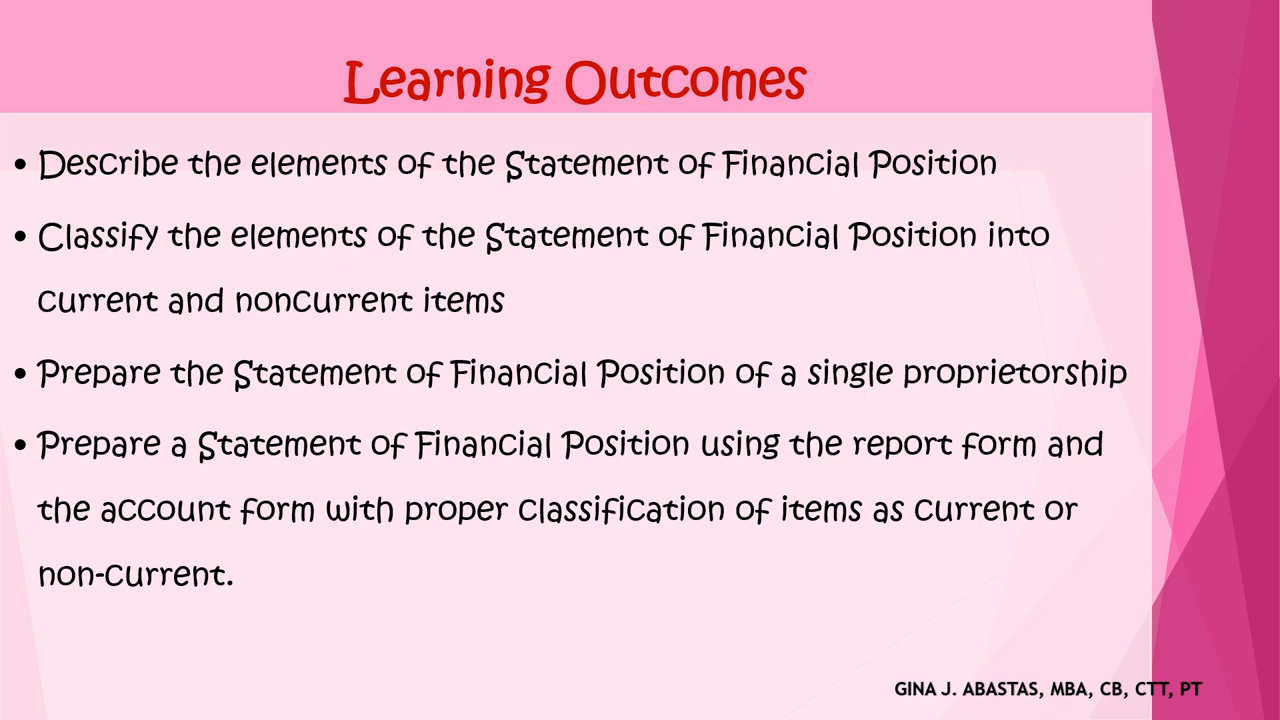 Learning Outcomes
• Describe the elements of the Statement of Financial Position
• Classify the elements of the Statement of Financial Position into
current and noncurrent items
• Prepare the Statement of Financial Position of a single proprietorship
• Prepare a Statement of Financial Position using the report form and
the account form with proper classification of items as current or
non-current.
GINA J. ABASTAS, MBA, CB, CTT, PT